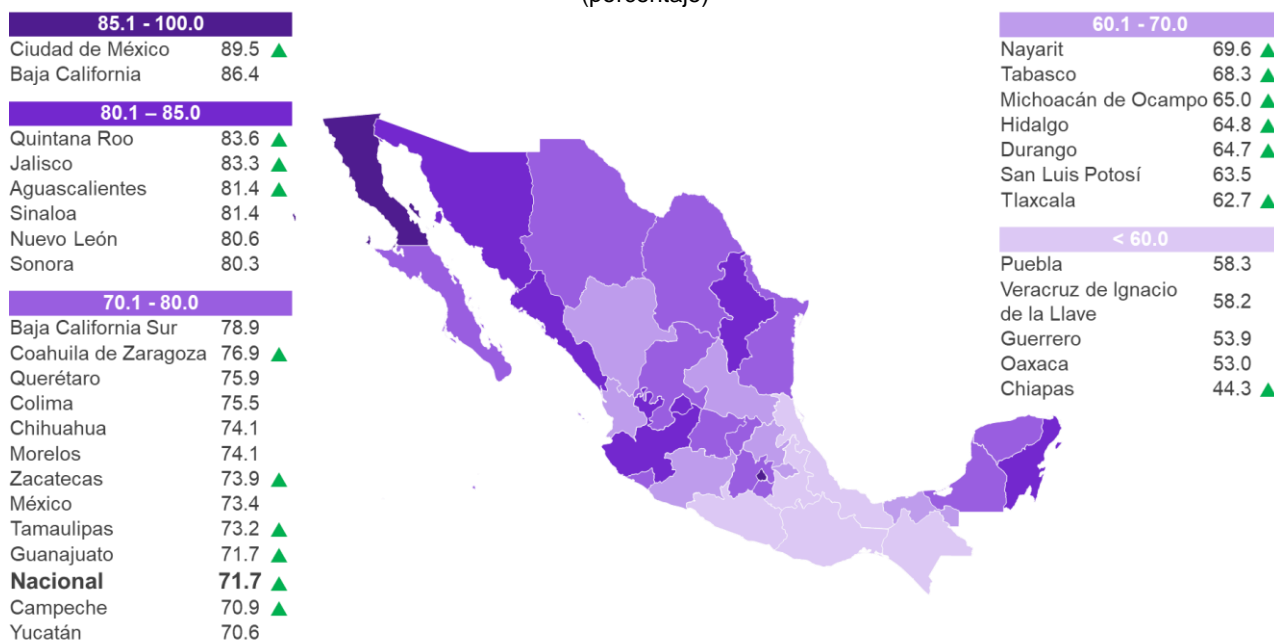 (porcentaje)
85.1 - 100.0
Ciudad de México 89.5 ▲
Baja California 86.4
80.1 – 85.0
Quintana Roo 83.6 ▲
Jalisco 83.3 ▲
Aguascalientes 81.4 ▲
Sinaloa 81.4
Nuevo León 80.6
Sonora 80.3
70.1 - 80.0
Baja California Sur 78.9
Coahuila de Zaragoza 76.9 ▲
Querétaro 75.9
Colima 75.5
Chihuahua 74.1
Morelos 74.1
Zacatecas 73.9 ▲
México 73.4
Tamaulipas 73.2 ▲
Guanajuato 71.7 ▲
Nacional 71.7 ▲
Campeche 70.9 ▲
Yucatán 70.6
60.1 - 70.0
Nayarit 69.6 ▲
Tabasco 68.3 ▲
Michoacán de Ocampo 65.0 ▲
Hidalgo 64.8 ▲
Durango 64.7 ▲
San Luis Potosí 63.5
Tlaxcala 62.7 ▲
< 60.0
Puebla 58.3
Veracruz de Ignacio
de la Llave 58.2
Guerrero 53.9
Oaxaca 53.0
Chiapas 44.3 ▲